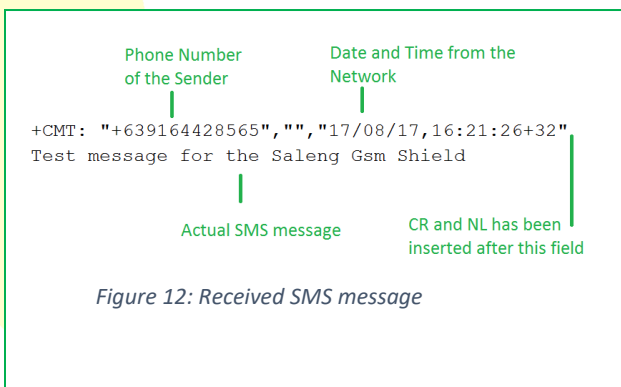 Phone Number
of the Sender
Date and Time from the
Network
+CMT: "+639164428565","","17/08/17,16:21:26+32"
Test message for the Saleng Gsm Shield
Actual SMS message
CR and NL has been
inserted after this field
Figure 12: Received SMS message